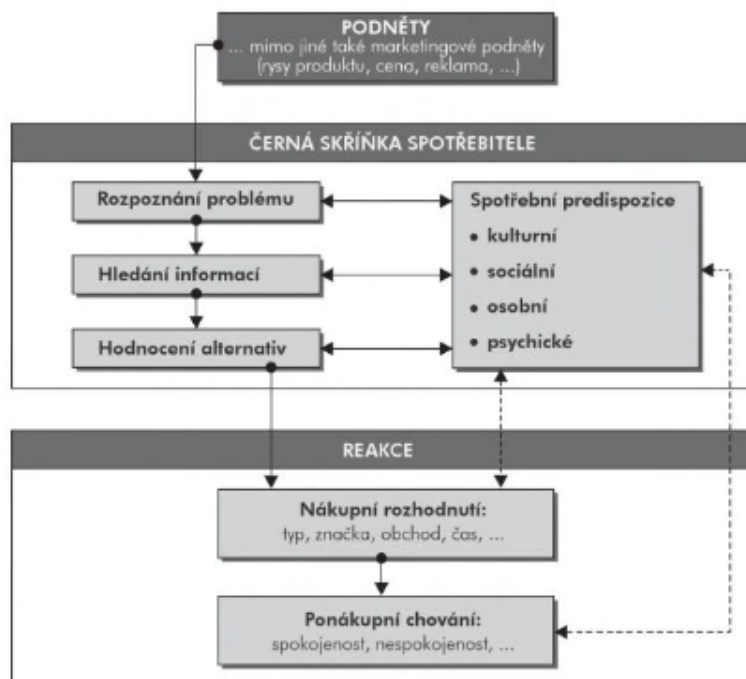 PODNĚTY
... mimo jiné také marketingové podněty
(rysy produktu, cena, reklama, ...)
ČERNÁ SKŘÍŇKA SPOTŘEBITELE
Rozpoznání problému
Hledání informací
Hodnocení alternativ
Spotřební predispozice
• kulturní
• sociální
• osobní
• psychické
REAKCE
Nákupní rozhodnutí:
typ, značka, obchod, čas, ...
Ponákupní chování:
spokojenost, nespokojenost, ...